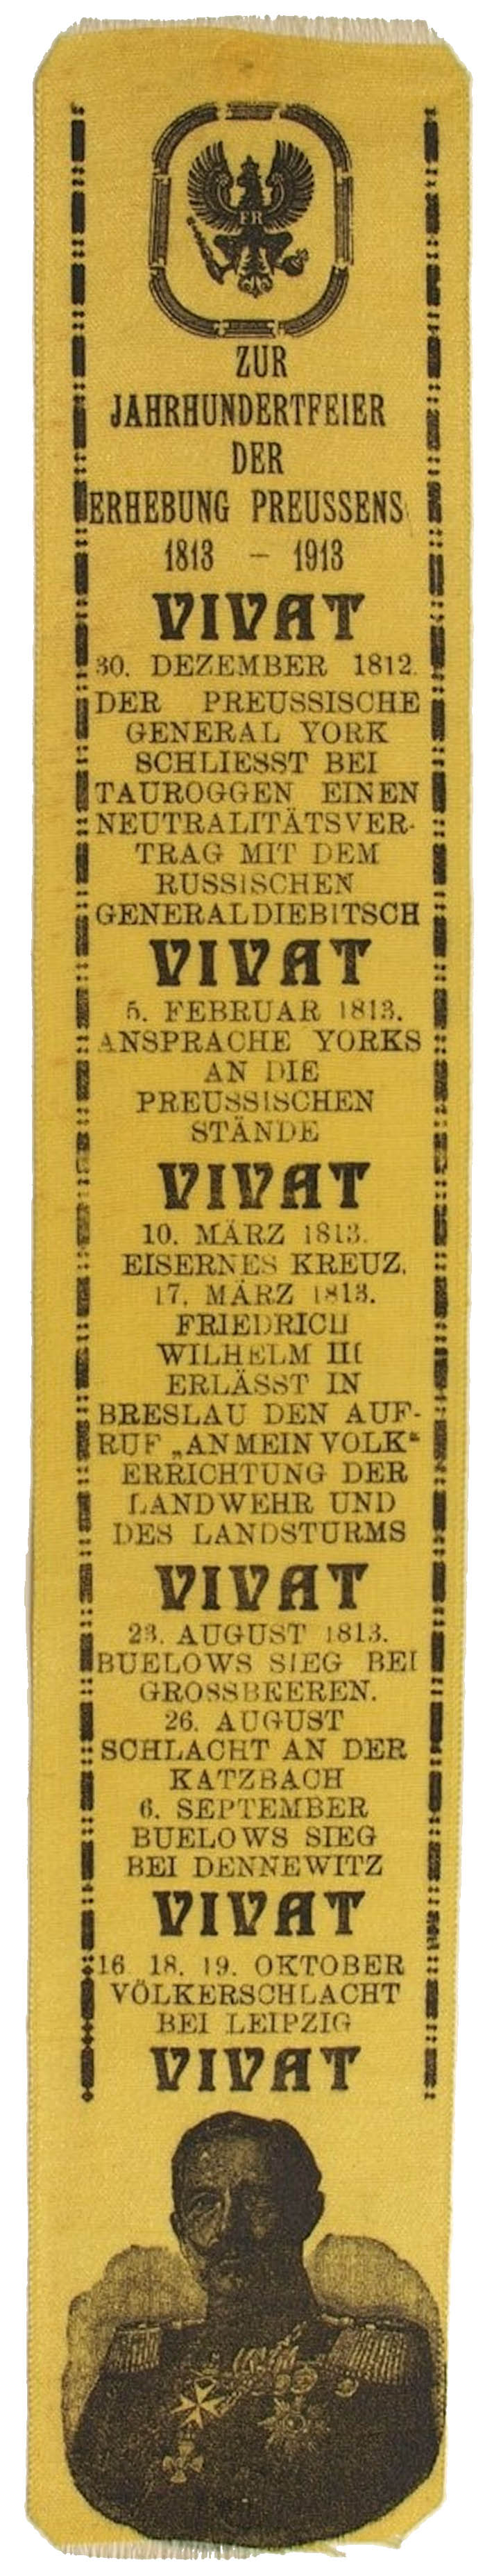 FR
ZUR
JAHRHUNDERTFEIER
DER
ERHEBUNG PREUSSENS
1813 – 1913
VIVAT
30. DEZEMBER 1812.
DER PREUSSISCHE
GENERAL YORK
SCHLIESST BEI
TAUROGGEN EINEN
NEUTRALITÄTSVER-
TRAG MIT DEM
RUSSISCHEN
GENERAL DIEBITSCH
VIVAT
5. FEBRUAR 1813.
ANSPRACHE YORKS
AN DIE
PREUSSISCHEN
STÄNDE
VIVAT
10. MÄRZ 1813.
EISERNES KREUZ.
17. MÄRZ 1813.
FRIEDRICH
WILHELM III
ERLÄSST IN
BRESLAU DEN AUF-
RUF „AN MEIN VOLK“
ERRICHTUNG DER
LANDWEHR UND
DES LANDSTURMS
VIVAT
23. AUGUST 1813.
BUELOWS SIEG BEI
GROSSBEEREN.
26. AUGUST
SCHLACHT AN DER
KATZBACH
6. SEPTEMBER
BUELOWS SIEG
BEI DENNEWITZ
VIVAT
16. 18. 19. OKTOBER
VÖLKERSCHLACHT
BEI LEIPZIG
VIVAT